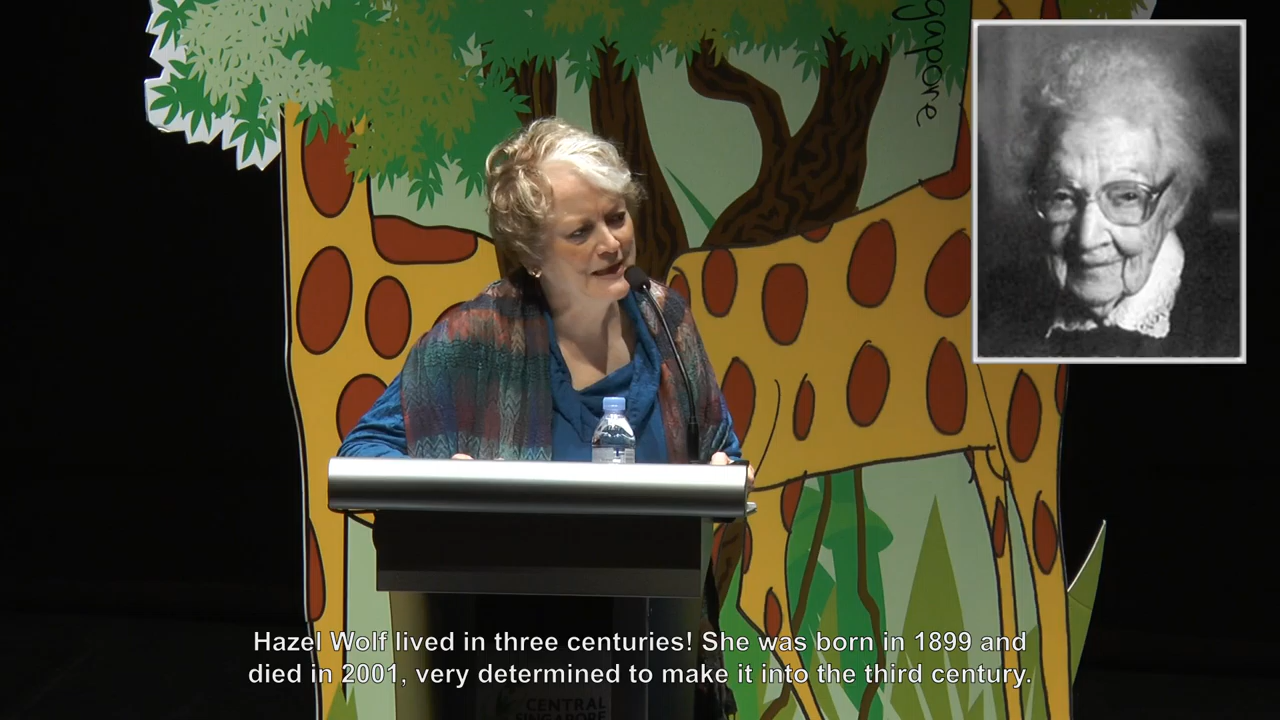 gapore
Hazel Wolf lived in three centuries! She was born in 1899 and
died in 2001, very determined to make it into the third century.
CENTRAL
SINGAPORE